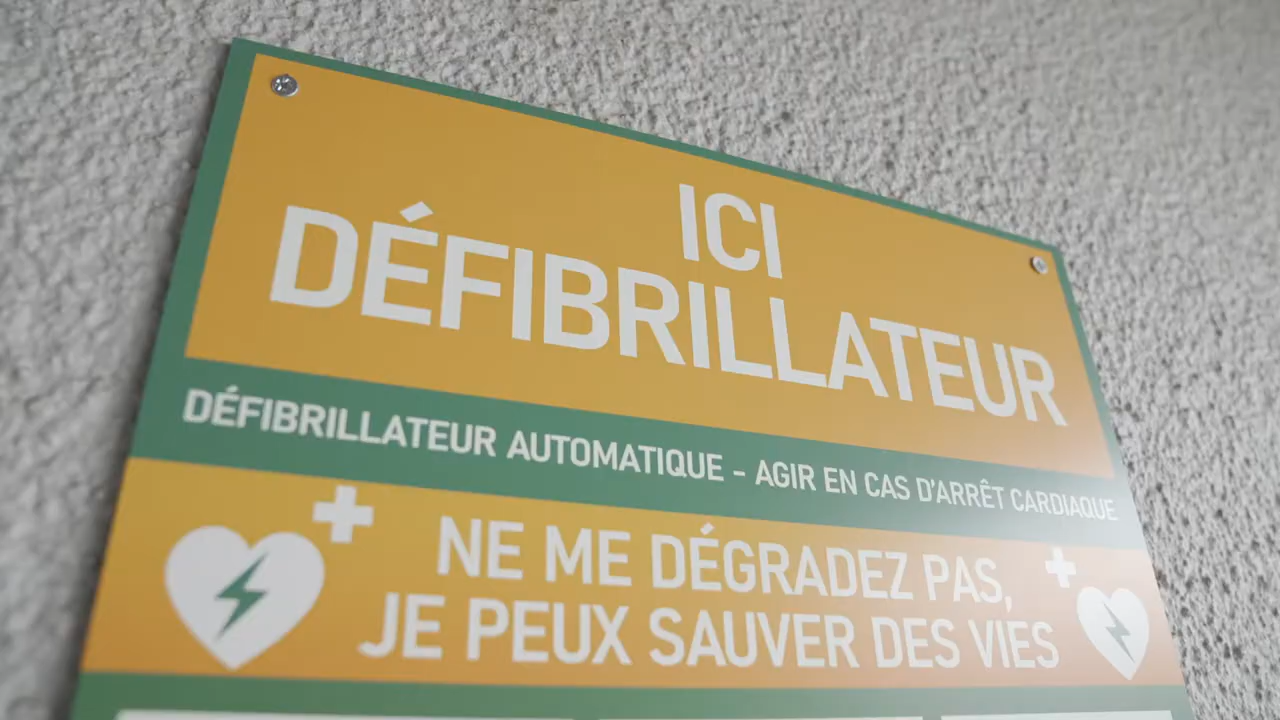 ICI
DÉFIBRILLATEUR
DÉFIBRILLATEUR AUTOMATIQUE - AGIR EN CAS D'ARRÊT CARDIAQUE
NE ME DÉGRADEZ PAS,
JE PEUX SAUVER DES VIES